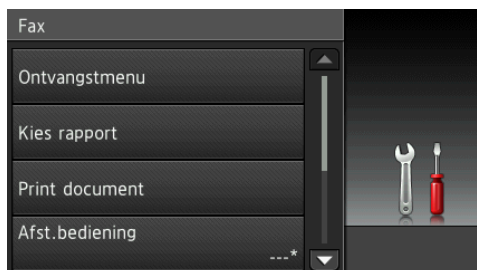 Fax
Ontvangstmenu
Kies rapport
Print document
Afst.bediening
---*